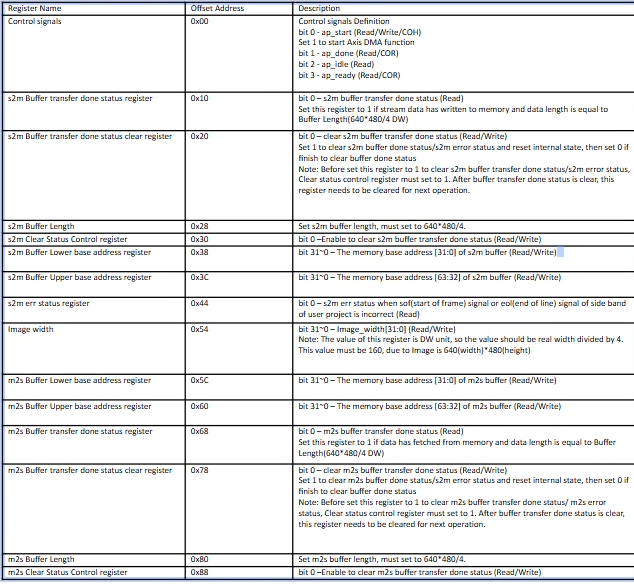 Register Name Offset Address Description
Control signals 0x00 Control signals Definition
bit 0 - ap_start (Read/Write/COH)
Set 1 to start Axis DMA function
bit 1 - ap_done (Read/COR)
bit 2 - ap_idle (Read)
bit 3 - ap_ready (Read/COR)
s2m Buffer transfer done status register 0x10 bit 0 – s2m buffer transfer done status (Read)
Set this register to 1 if stream data has written to memory and data length is equal to
Buffer Length(640*480/4 DW)
s2m Buffer transfer done status clear register 0x20 bit 0 – clear s2m buffer transfer done status (Read/Write)
Set 1 to clear s2m buffer done status/s2m error status and reset internal state, then set 0 if
finish to clear buffer done status
Note: Before set this register to 1 to clear s2m buffer transfer done status/s2m error status,
Clear status control register must set to 1. After buffer transfer done status is clear, this
register needs to be cleared for next operation.
s2m Buffer Length 0x28 Set s2m buffer length, must set to 640*480/4.
s2m Clear Status Control register 0x30 bit 0 –Enable to clear s2m buffer transfer done status (Read/Write)
s2m Buffer Lower base address register 0x38 bit 31~0 – The memory base address [31:0] of s2m buffer (Read/Write)
s2m Buffer Upper base address register 0x3C bit 31~0 – The memory base address [63:32] of s2m buffer (Read/Write)
s2m err status register 0x44 bit 0 – s2m err status when sof(start of frame) signal or eol(end of line) signal of side band
of user project is incorrect (Read)
Image width 0x54 bit 31~0 – Image_width[31:0] (Read/Write)
Note: The value of this register is DW unit, so the value should be real width divided by 4.
This value must be 160, due to Image is 640(width)*480(height)
m2s Buffer Lower base address register 0x5C bit 31~0 – The memory base address [31:0] of m2s buffer (Read/Write)
m2s Buffer Upper base address register 0x60 bit 31~0 – The memory base address [63:32] of m2s buffer (Read/Write)
m2s Buffer transfer done status register 0x68 bit 0 – m2s buffer transfer done status (Read)
Set this register to 1 if data has fetched from memory and data length is equal to Buffer
Length(640*480/4 DW)
m2s Buffer transfer done status clear register 0x78 bit 0 – clear m2s buffer transfer done status (Read/Write)
Set 1 to clear m2s buffer done status/s2m error status and reset internal state, then set 0 if
finish to clear buffer done status
Note: Before set this register to 1 to clear m2s buffer transfer done status/ m2s error
status, Clear status control register must set to 1. After buffer transfer done status is clear,
this register needs to be cleared for next operation.
m2s Buffer Length 0x80 Set m2s buffer length, must set to 640*480/4.
m2s Clear Status Control register 0x88 bit 0 –Enable to clear m2s buffer transfer done status (Read/Write)